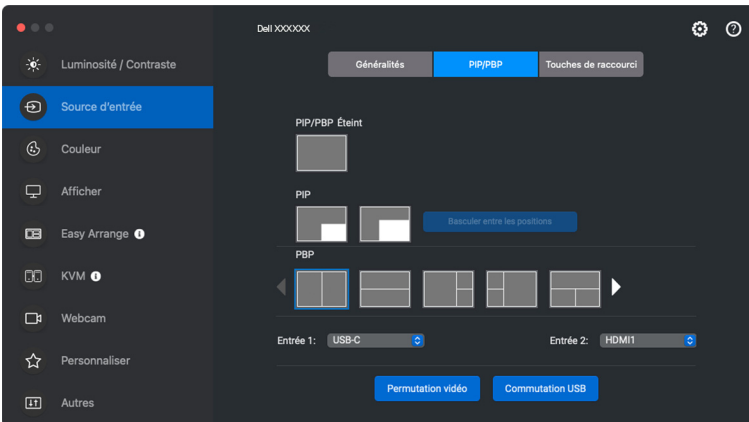 Dell XXXXXX
Luminosité / Contraste
Source d'entrée
Couleur
Afficher
Easy Arrange
KVM
Webcam
Personnaliser
Autres
Généralités
PIP/PBP
Touches de raccourci
PIP/PBP Éteint
PIP
Basculer entre les positions
PBP
Entrée 1: USB-C
Entrée 2: HDMI1
Permutation vidéo
Commutation USB